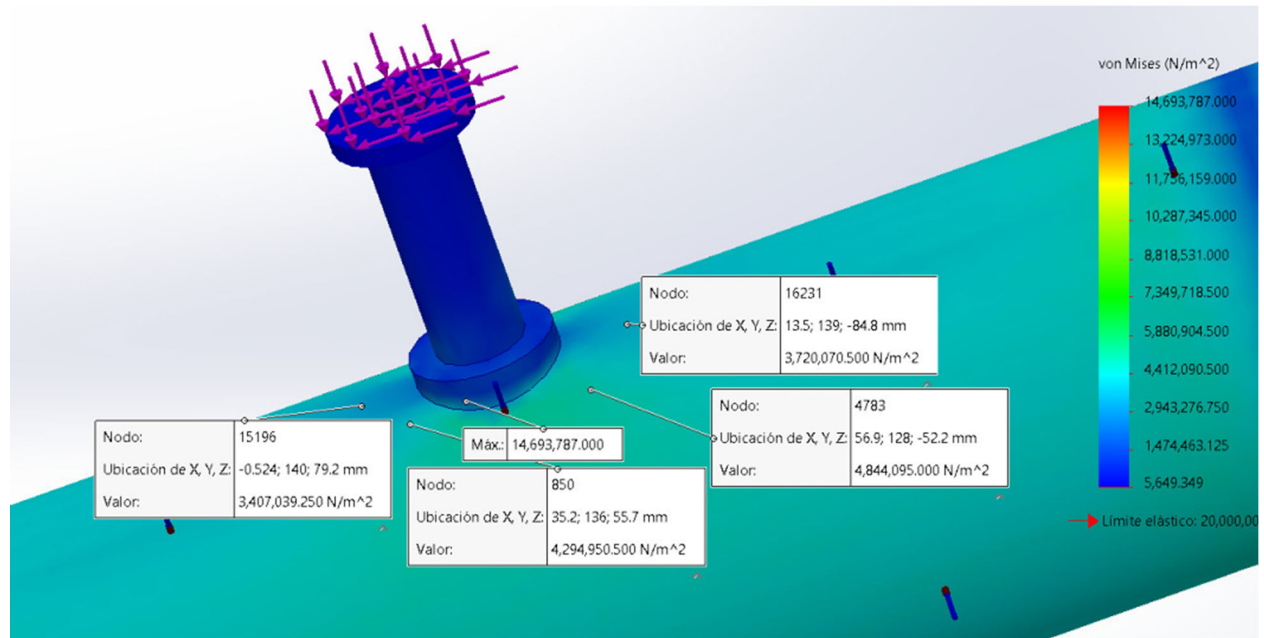 von Mises (N/m^2)
14,693,787.000
13,224,973.000
11,756,159.000
10,287,345.000
8,818,531.000
7,349,718.500
5,880,904.500
4,412,090.500
2,943,276.750
1,474,463.125
5,649.349
Límite elástico: 20,000,00
Nodo: 16231
Ubicación de X, Y, Z: 13.5; 139; -84.8 mm
Valor: 3,720,070.500 N/m^2
Nodo: 4783
Ubicación de X, Y, Z: 56.9; 128; -52.2 mm
Valor: 4,844,095.000 N/m^2
Nodo: 15196
Ubicación de X, Y, Z: -0.524; 140; 79.2 mm
Valor: 3,407,039.250 N/m^2
Máx.: 14,693,787.000
Nodo: 850
Ubicación de X, Y, Z: 35.2; 136; 55.7 mm
Valor: 4,294,950.500 N/m^2